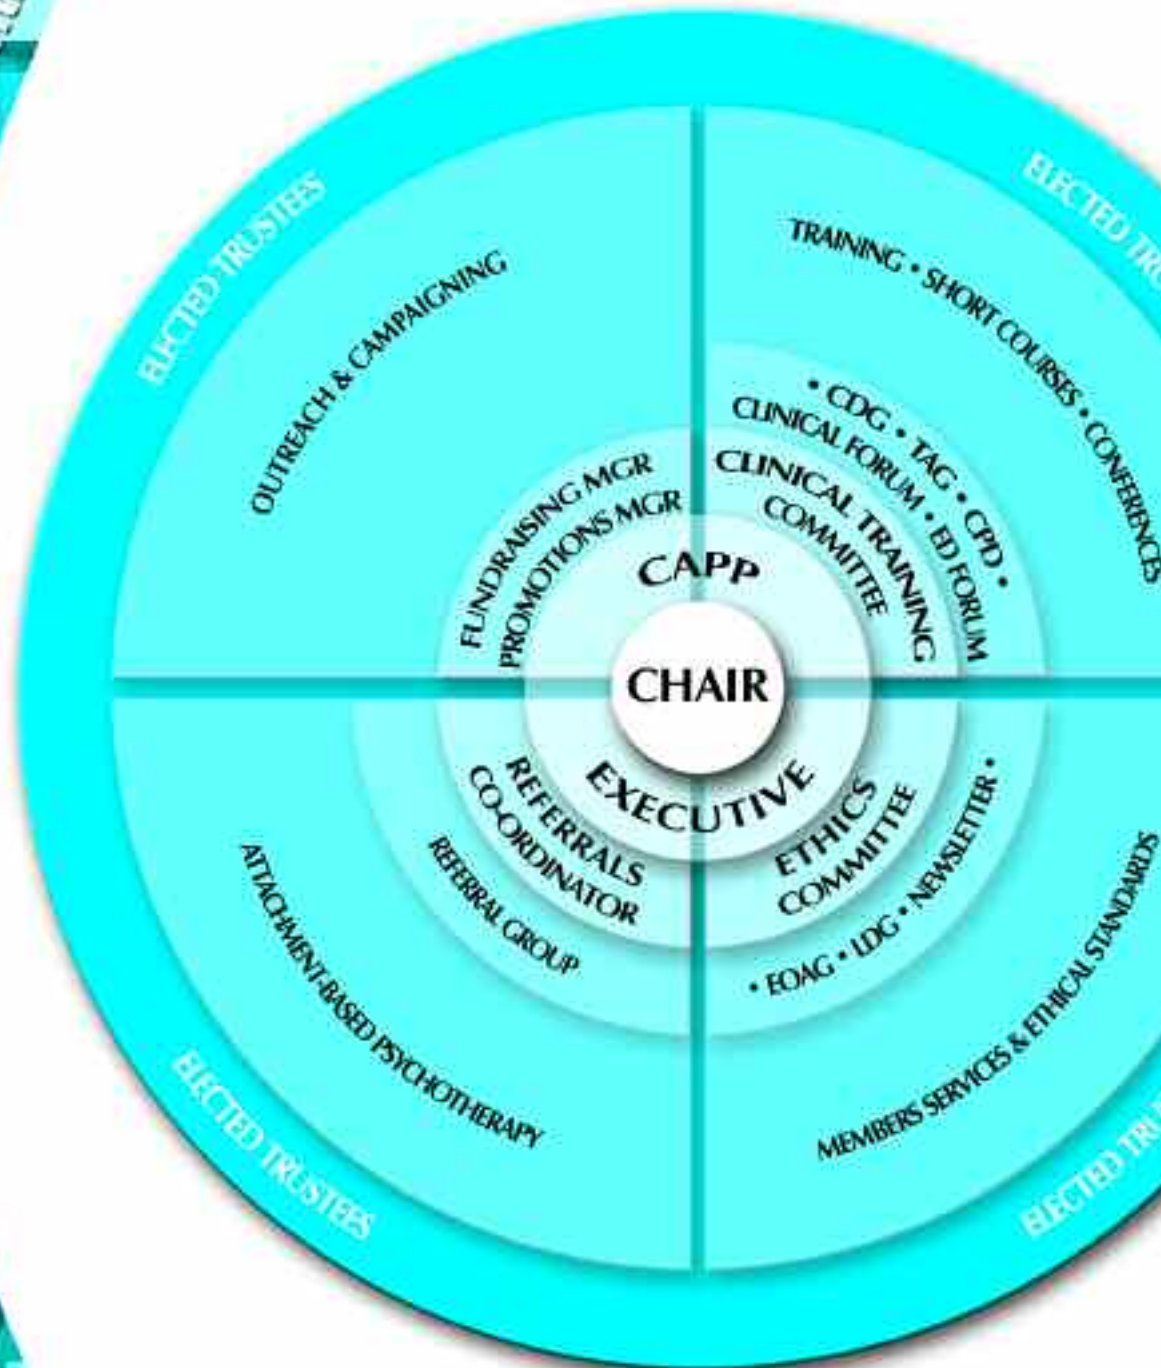 ELECTED TRUSTEES
OUTREACH & CAMPAIGNING
FUNDRAISING MGR
PROMOTIONS MGR
ELECTED
TRAINING • SHORT COURSES • CONFERENCES
• CDG • TAG • CPD •
CLINICAL FORUM • ED FORUM
CLINICAL TRAINING
COMMITTEE
CAPP
CHAIR
EXECUTIVE
REFERRALS
CO-ORDINATOR
REFERRAL GROUP
ATTACHMENT-BASED PSYCHOTHERAPY
ELECTED TRUSTEES
ETHICS
COMMITTEE
• EOAG • LDG • NEWSLETTER •
MEMBERS SERVICES & ETHICAL STANDARDS
ELECTED